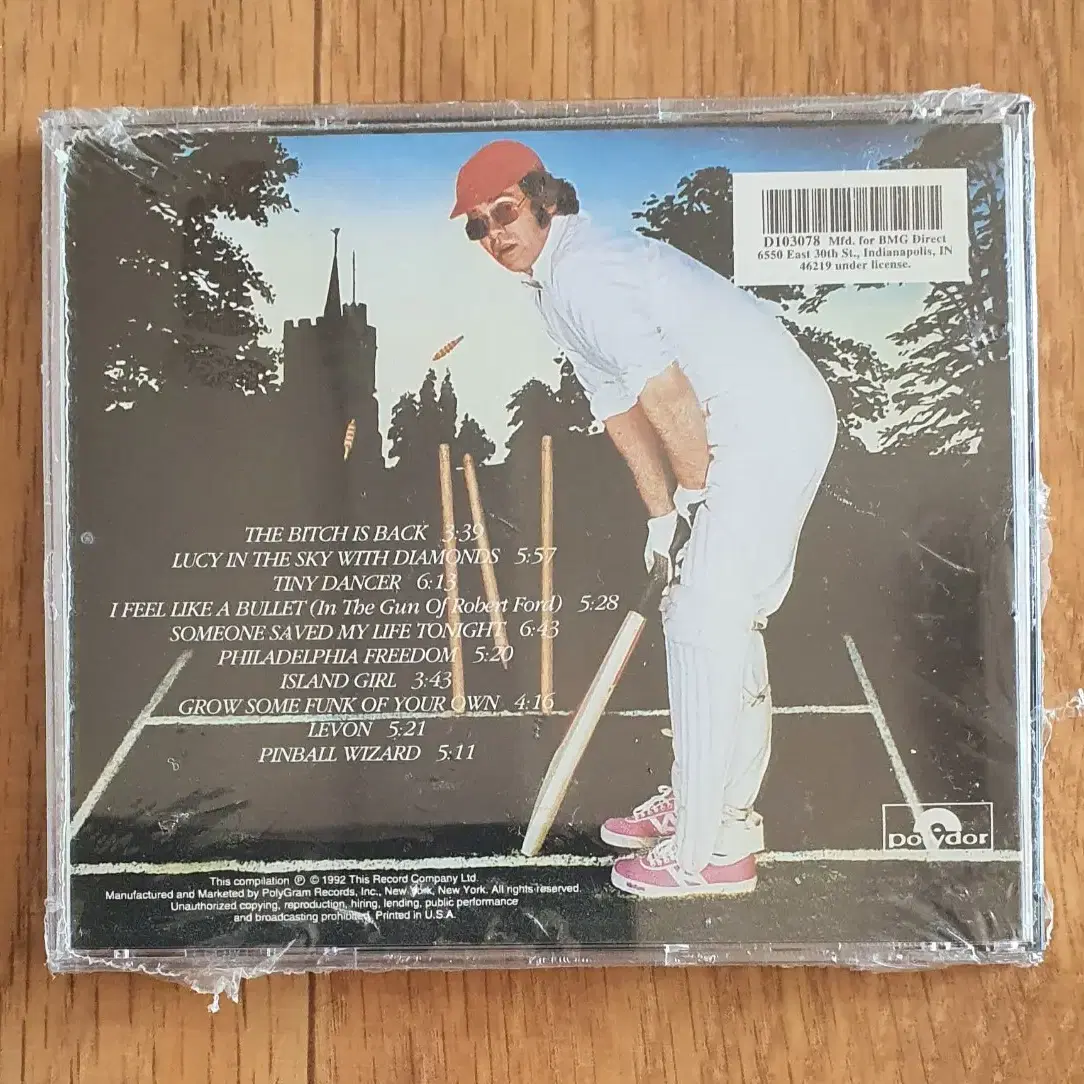 D103078 Mfd. for BMG Direct
6550 East 30th St., Indianapolis, IN
46219 under license.
THE BITCH IS BACK 3:39
LUCY IN THE SKY WITH DIAMONDS 5:57
TINY DANCER 6:13
I FEEL LIKE A BULLET (In The Gun Of Robert Ford) 5:28
SOMEONE SAVED MY LIFE TONIGHT 6:43
PHILADELPHIA FREEDOM 5:20
ISLAND GIRL 3:43
GROW SOME FUNK OF YOUR OWN 4:16
LEVON 5:21
PINBALL WIZARD 5:11
polydor
This compilation ℗ © 1992 This Record Company Ltd.
Manufactured and Marketed by PolyGram Records, Inc., New York, New York. All rights reserved.
Unauthorized copying, reproduction, hiring, lending, public performance
and broadcasting prohibited. Printed in U.S.A.